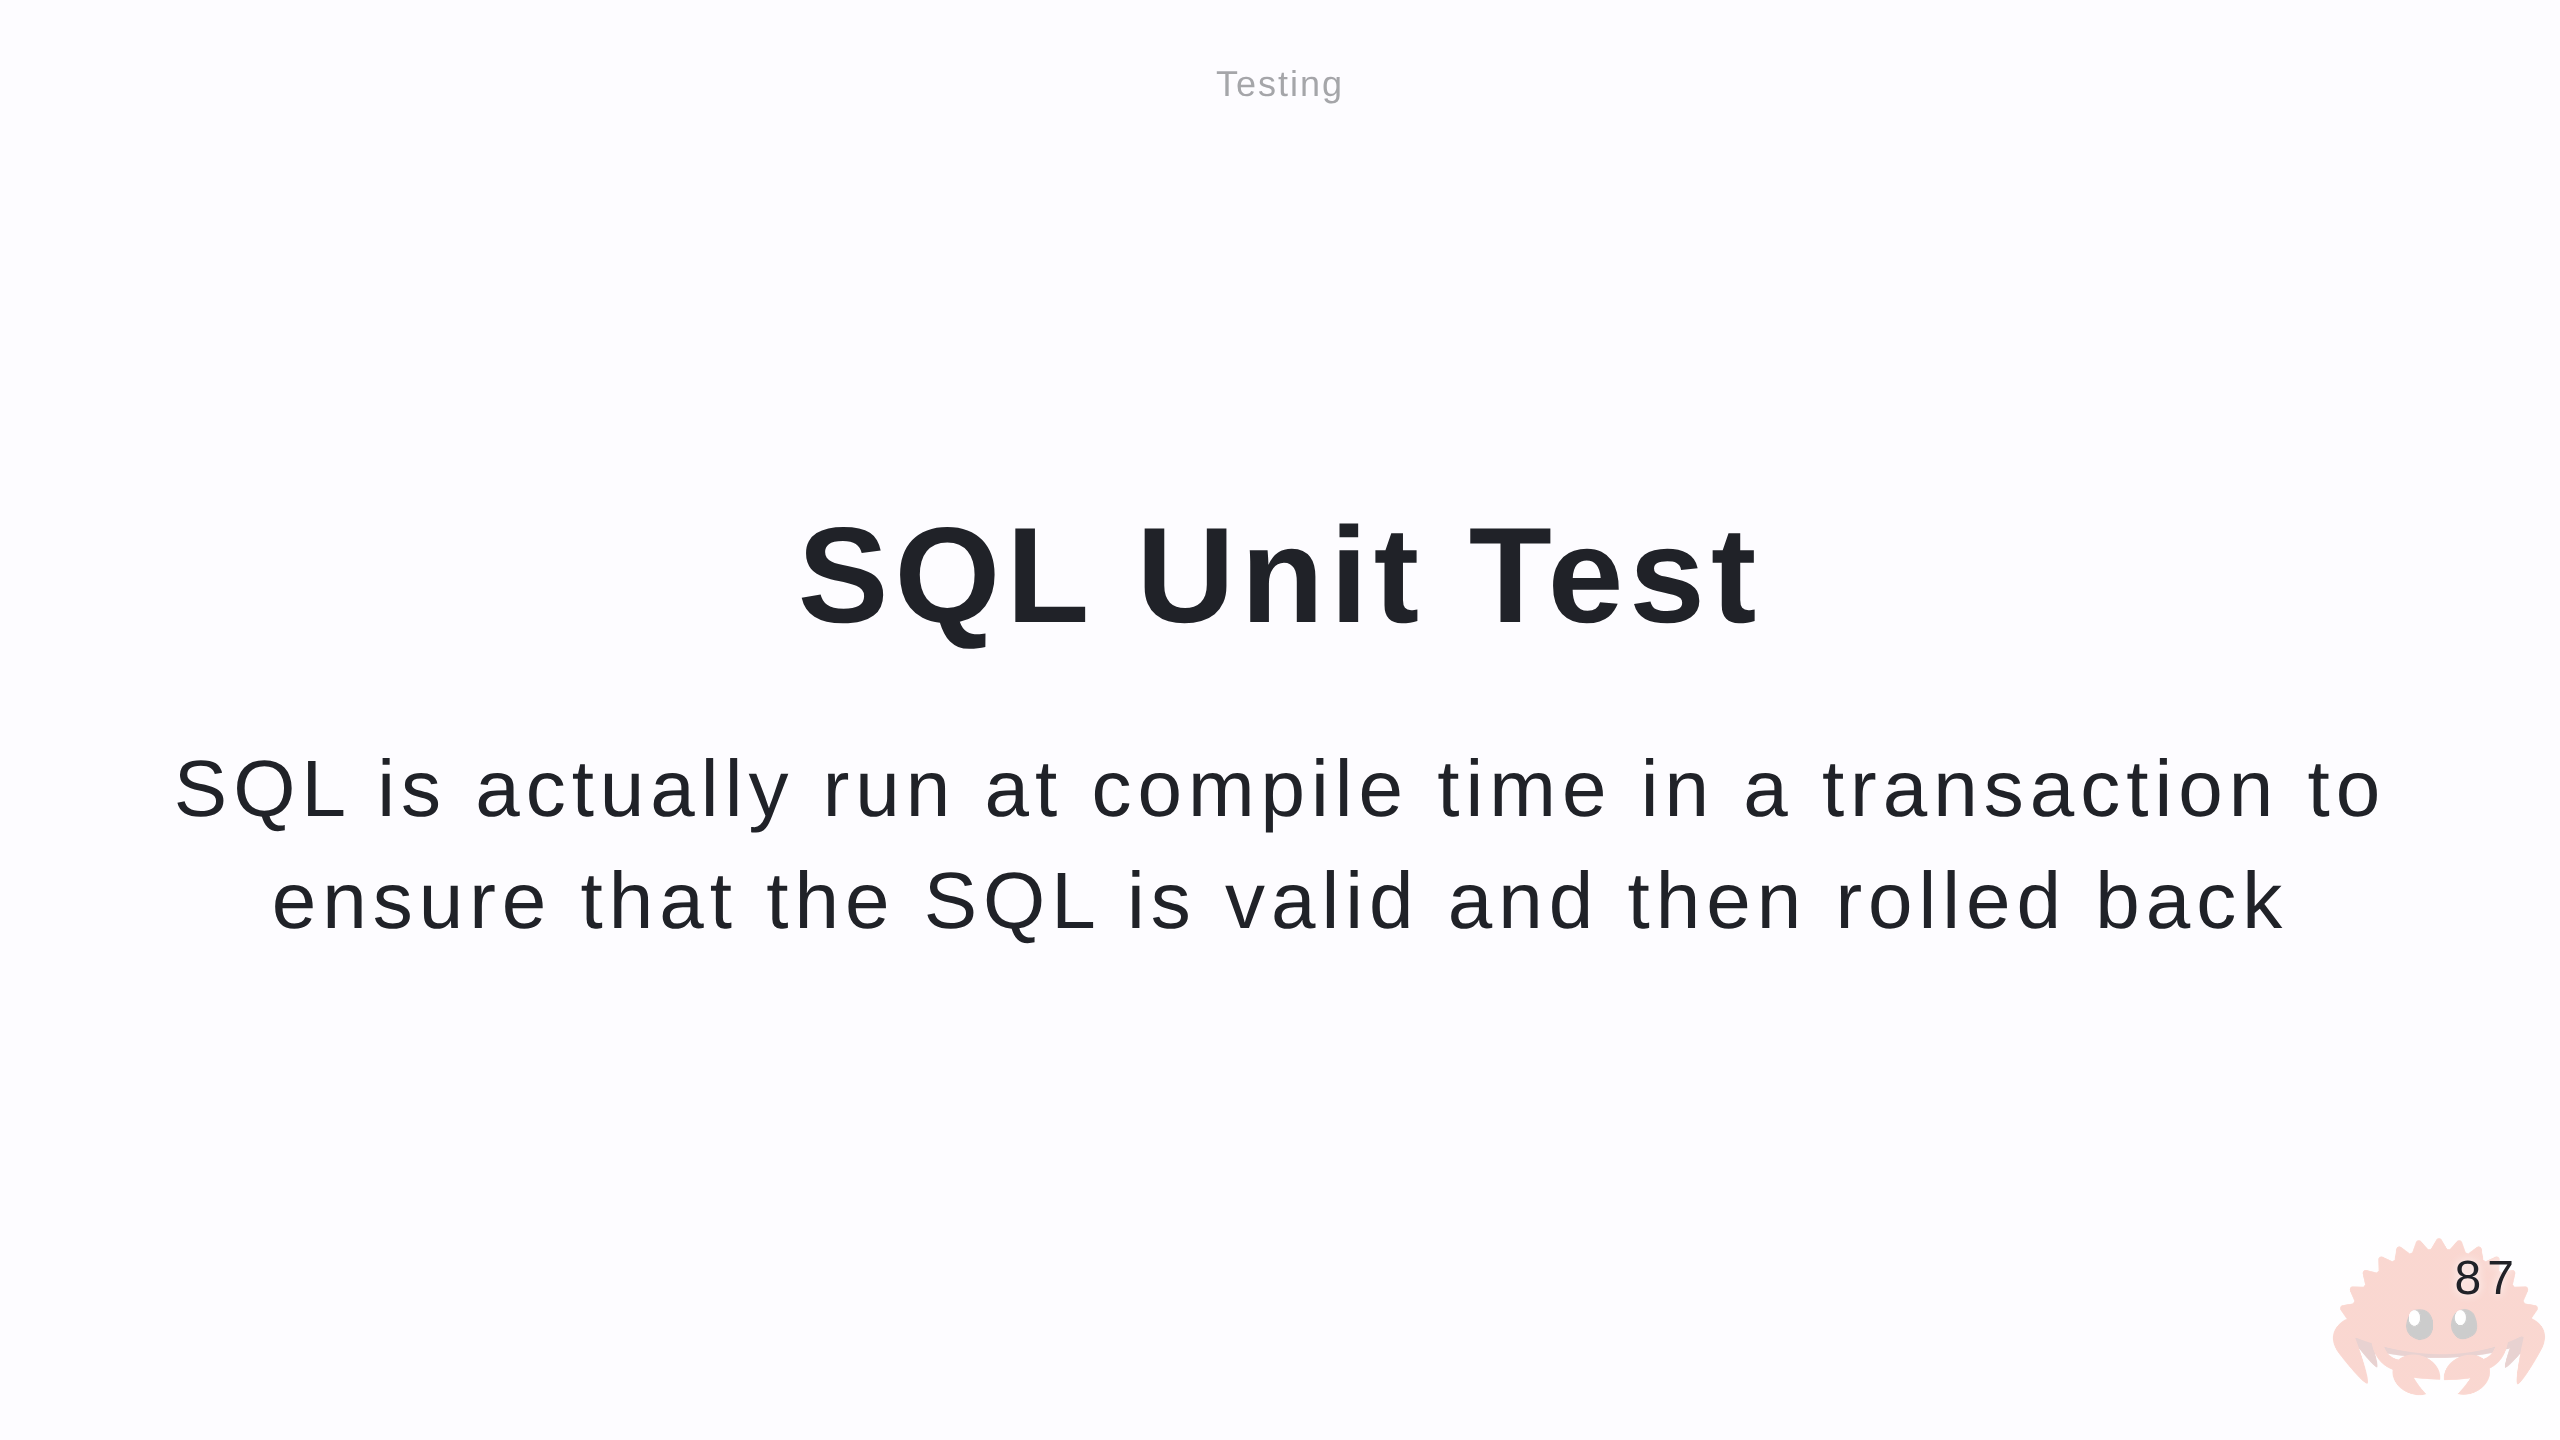 Testing
SQL Unit Test
SQL is actually run at compile time in a transaction to
ensure that the SQL is valid and then rolled back
87